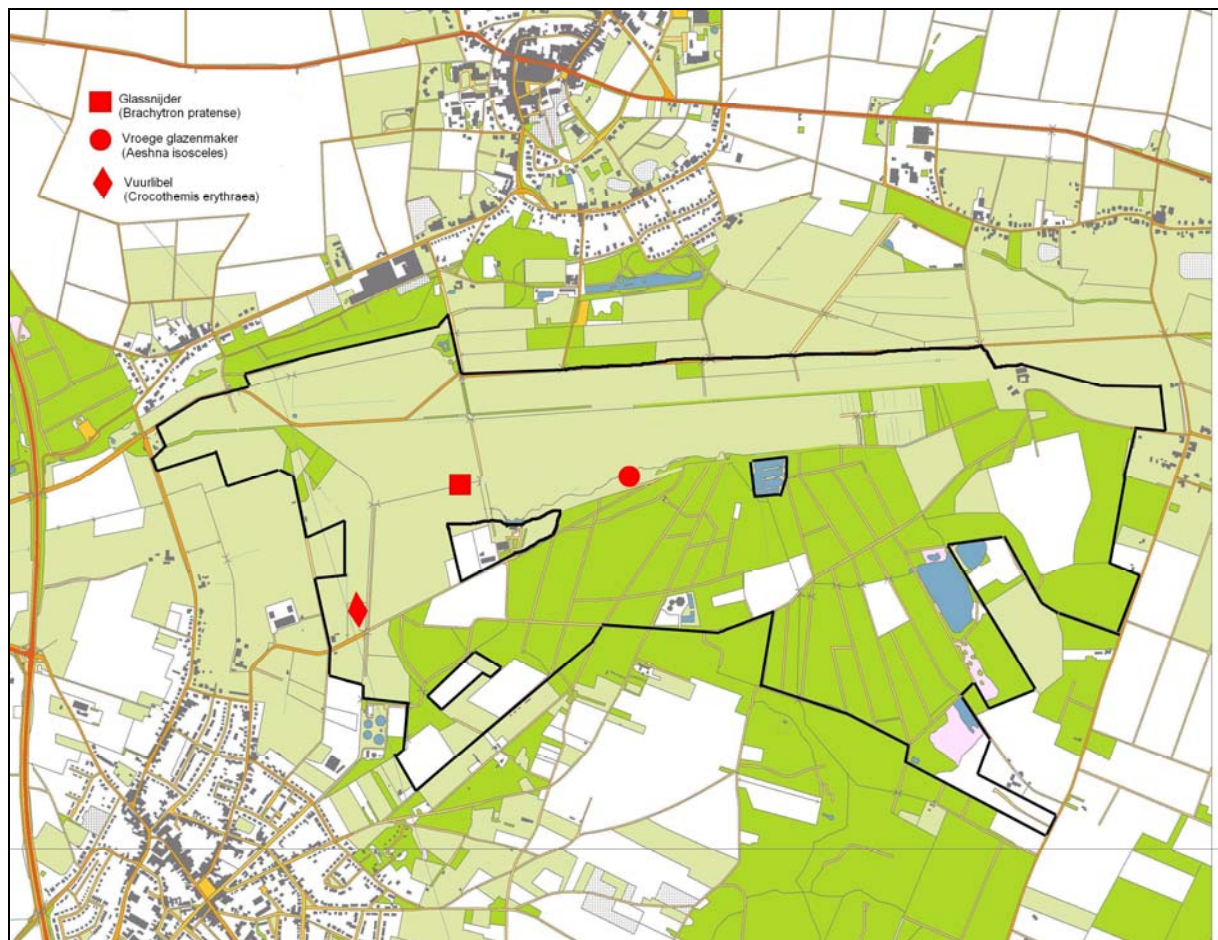 Glassnijder
(Brachytron pratense)
Vroege glazenmaker
(Aeshna isosceles)
Vuurlibel
(Crocothemis erythraea)